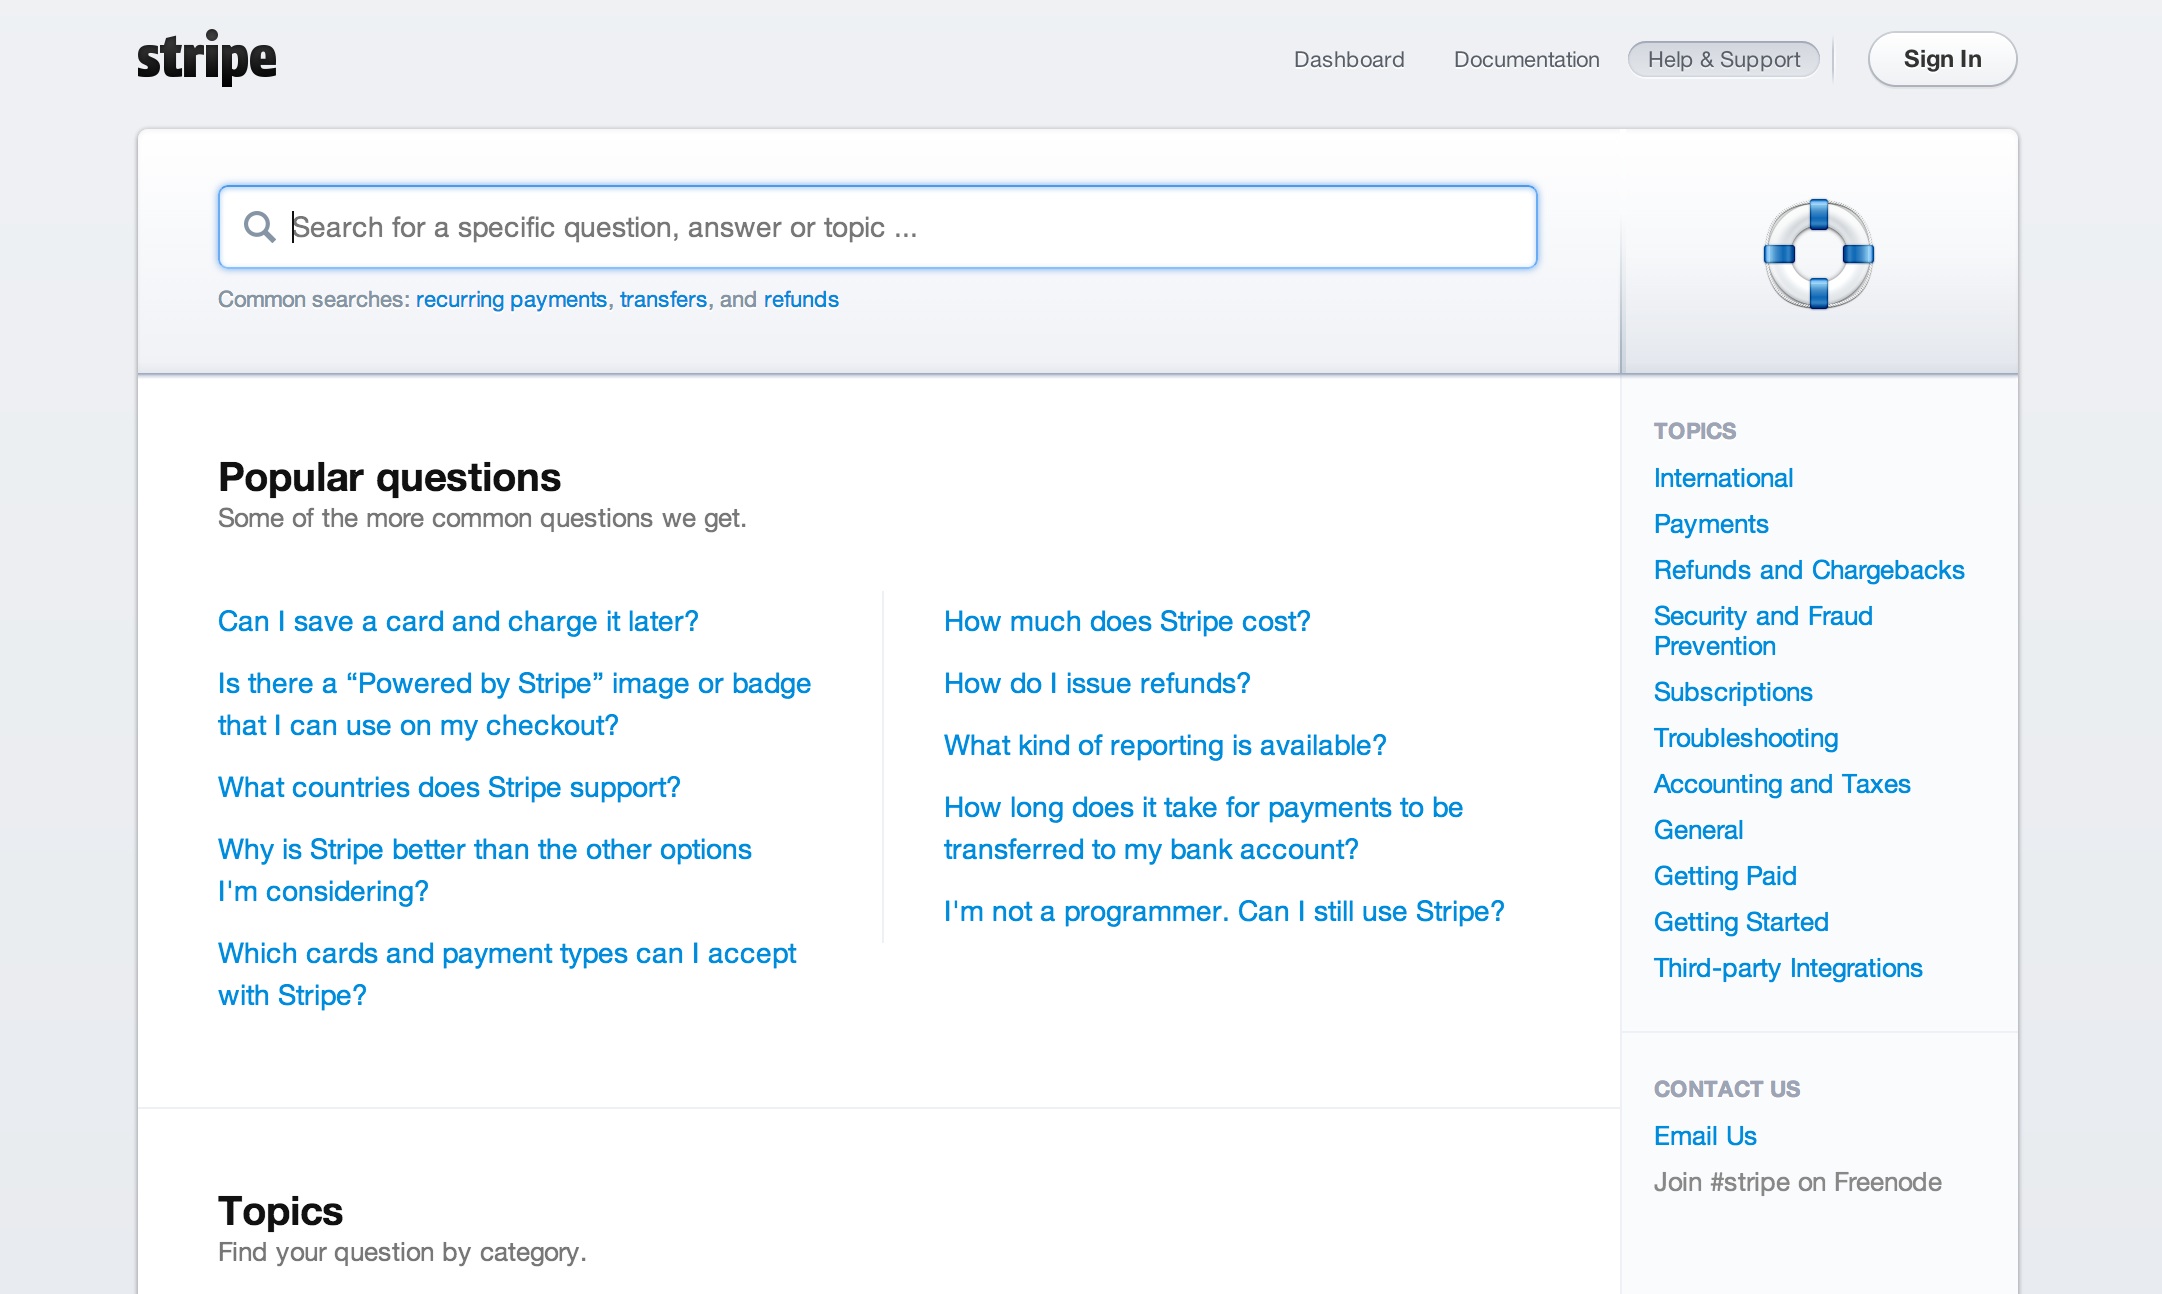 stripe
Dashboard
Documentation
Help & Support
Sign In
Search for a specific question, answer or topic ...
Common searches: recurring payments, transfers, and refunds
Popular questions
Some of the more common questions we get.
Can I save a card and charge it later?
Is there a “Powered by Stripe” image or badge
that I can use on my checkout?
What countries does Stripe support?
Why is Stripe better than the other options
I'm considering?
Which cards and payment types can I accept
with Stripe?
How much does Stripe cost?
How do I issue refunds?
What kind of reporting is available?
How long does it take for payments to be
transferred to my bank account?
I'm not a programmer. Can I still use Stripe?
Topics
Find your question by category.
TOPICS
International
Payments
Refunds and Chargebacks
Security and Fraud
Prevention
Subscriptions
Troubleshooting
Accounting and Taxes
General
Getting Paid
Getting Started
Third-party Integrations
CONTACT US
Email Us
Join #stripe on Freenode